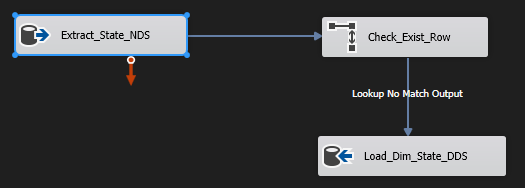 Extract_State_NDS
Check_Exist_Row
Lookup No Match Output
Load_Dim_State_DDS